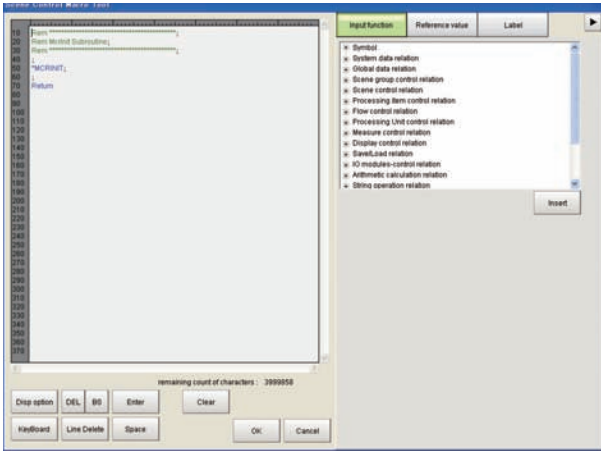 Scene Control Macro Tool
10 Rem ********************************;
20 Rem McrInit Subroutine;
30 Rem ********************************;
40 ;
50 *MCRINIT;
60 ;
70 Return
80
90
100
110
120
130
140
150
160
170
180
190
200
210
220
230
240
250
260
270
280
290
300
310
320
330
340
350
360
370
remaining count of characters : 3999858
Disp option DEL BS Enter Clear
KeyBoard Line Delete Space OK Cancel
Input function Reference value Label
Symbol
System data relation
Global data relation
Scene group control relation
Scene control relation
Processing item control relation
Flow control relation
Processing Unit control relation
Measure control relation
Display control relation
Save/Load relation
IO modules-control relation
Arithmetic calculation relation
String operation relation
Insert